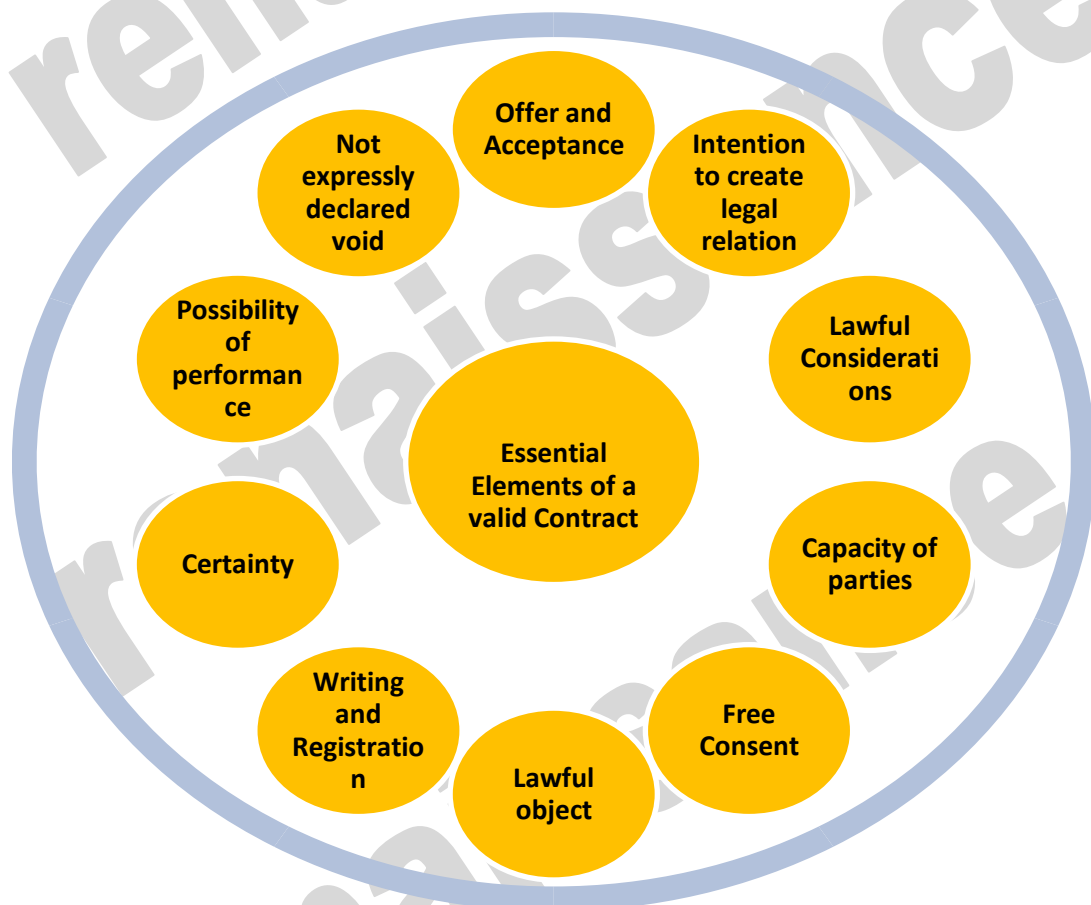 Offer and
Acceptance
Intention
to create
legal
relation
Lawful
Considerati
ons
Capacity of
parties
Free
Consent
Lawful
object
Writing
and
Registratio
n
Certainty
Possibility
of
performan
ce
Not
expressly
declared
void
Essential
Elements of a
valid Contract
renaissance